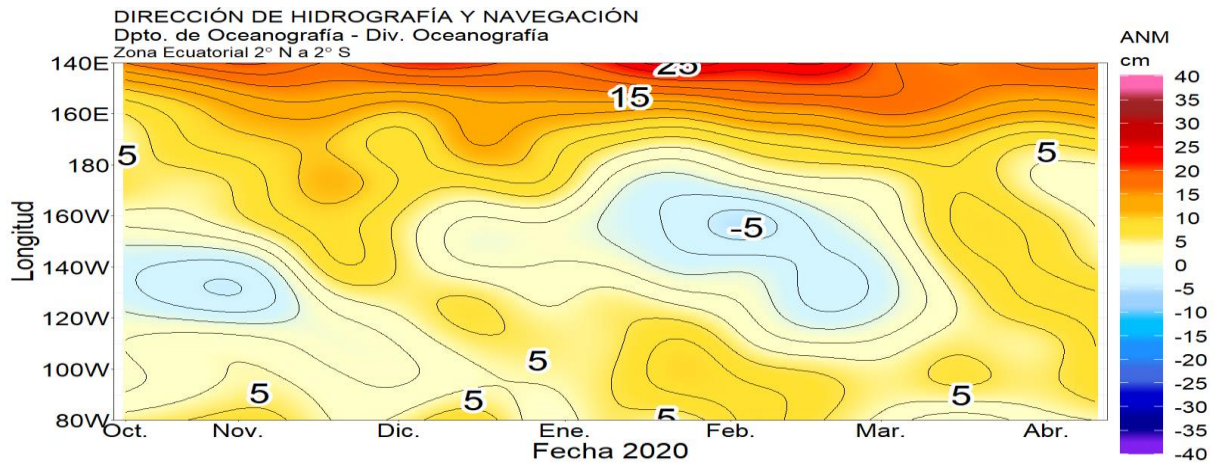 DIRECCIÓN DE HIDROGRAFÍA Y NAVEGACIÓN
Dpto. de Oceanografía - Div. Oceanografía
Zona Ecuatorial 2° N a 2° S
ANM
cm
140E
160E
180
160W
140W
120W
100W
80W
Longitud
25
15
5
5
-5
5
5
5
5
5
Oct.
Nov.
Dic.
Ene.
Feb.
Mar.
Abr.
Fecha 2020
40
35
30
25
20
15
10
5
0
-5
-10
-15
-20
-25
-30
-35
-40